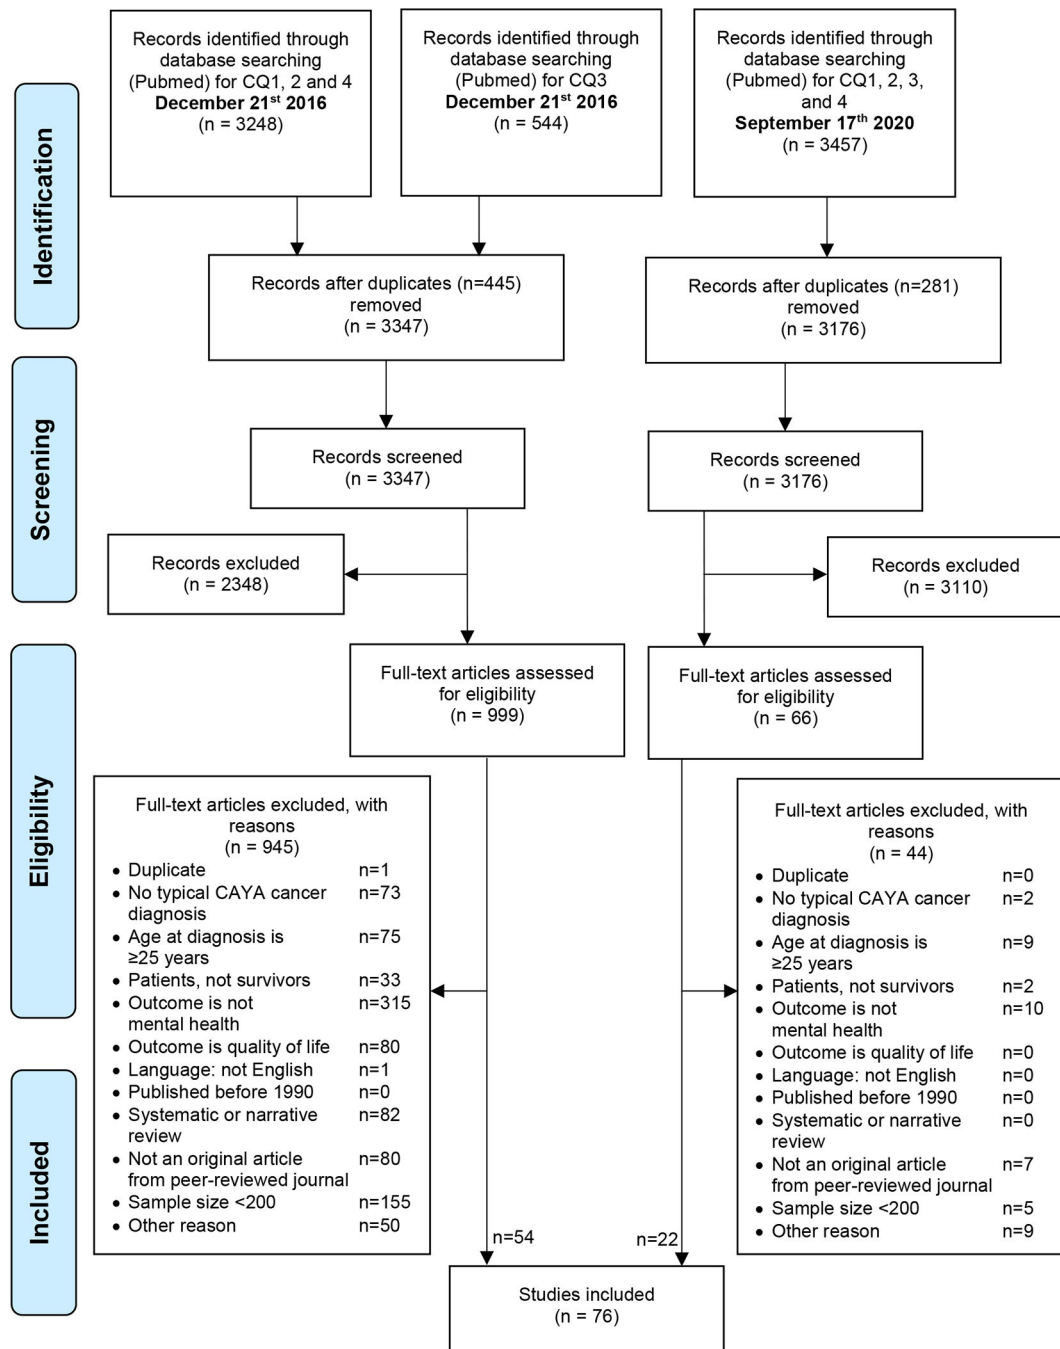 Identification
Screening
Eligibility
Included
Records identified through
database searching
(Pubmed) for CQ1, 2 and 4
December 21st 2016
(n = 3248)
Records identified through
database searching
(Pubmed) for CQ3
December 21st 2016
(n = 544)
Records identified through
database searching
(Pubmed) for CQ1, 2, 3,
and 4
September 17th 2020
(n = 3457)
Records after duplicates (n=445)
removed
(n = 3347)
Records after duplicates (n=281)
removed
(n = 3176)
Records screened
(n = 3347)
Records screened
(n = 3176)
Records excluded
(n = 2348)
Records excluded
(n = 3110)
Full-text articles assessed
for eligibility
(n = 999)
Full-text articles assessed
for eligibility
(n = 66)
Full-text articles excluded, with
reasons
(n = 945)
• Duplicate n=1
• No typical CAYA cancer n=73
diagnosis
• Age at diagnosis is n=75
≥25 years
• Patients, not survivors n=33
• Outcome is not n=315
mental health
• Outcome is quality of life n=80
• Language: not English n=1
• Published before 1990 n=0
• Systematic or narrative n=82
review
• Not an original article n=80
from peer-reviewed journal
• Sample size <200 n=155
• Other reason n=50
Full-text articles excluded, with
reasons
(n = 44)
• Duplicate n=0
• No typical CAYA cancer n=2
diagnosis
• Age at diagnosis is n=9
≥25 years
• Patients, not survivors n=2
• Outcome is not n=10
mental health
• Outcome is quality of life n=0
• Language: not English n=0
• Published before 1990 n=0
• Systematic or narrative n=0
review
• Not an original article n=7
from peer-reviewed journal
• Sample size <200 n=5
• Other reason n=9
n=54
n=22
Studies included
(n = 76)